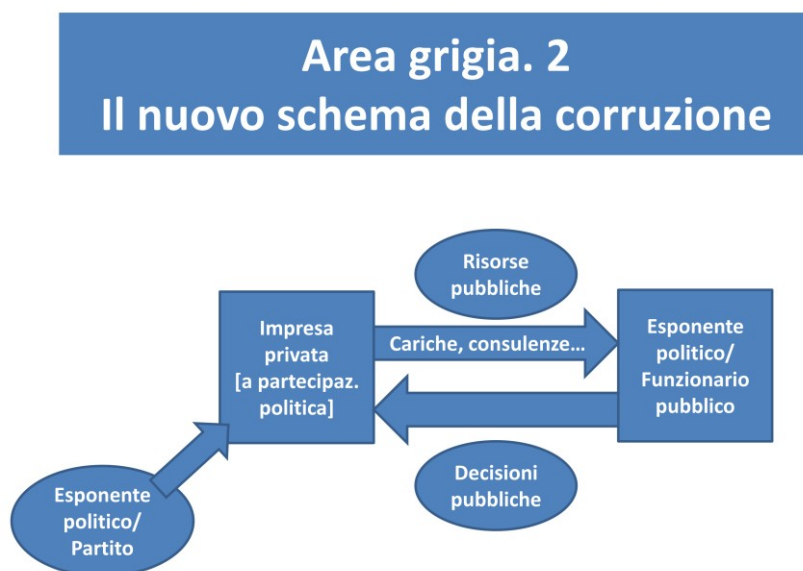 Area grigia. 2
Il nuovo schema della corruzione
Risorse
pubbliche
Impresa
privata
[a partecipaz.
politica]
Cariche, consulenze…
Esponente
politico/
Funzionario
pubblico
Decisioni
pubbliche
Esponente
politico/
Partito